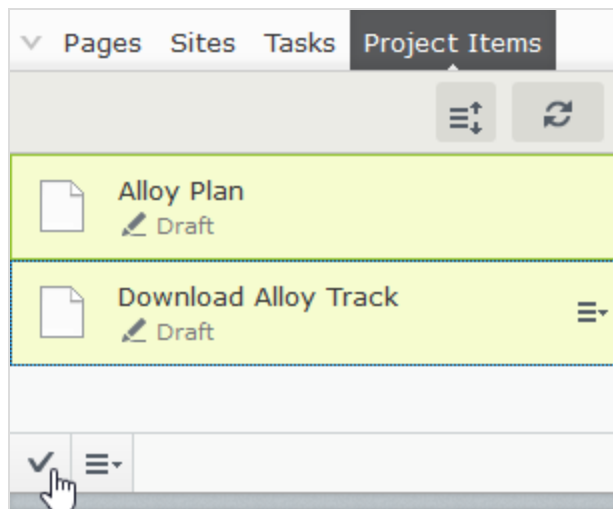 Pages Sites Tasks Project Items
Alloy Plan
Draft
Download Alloy Track
Draft